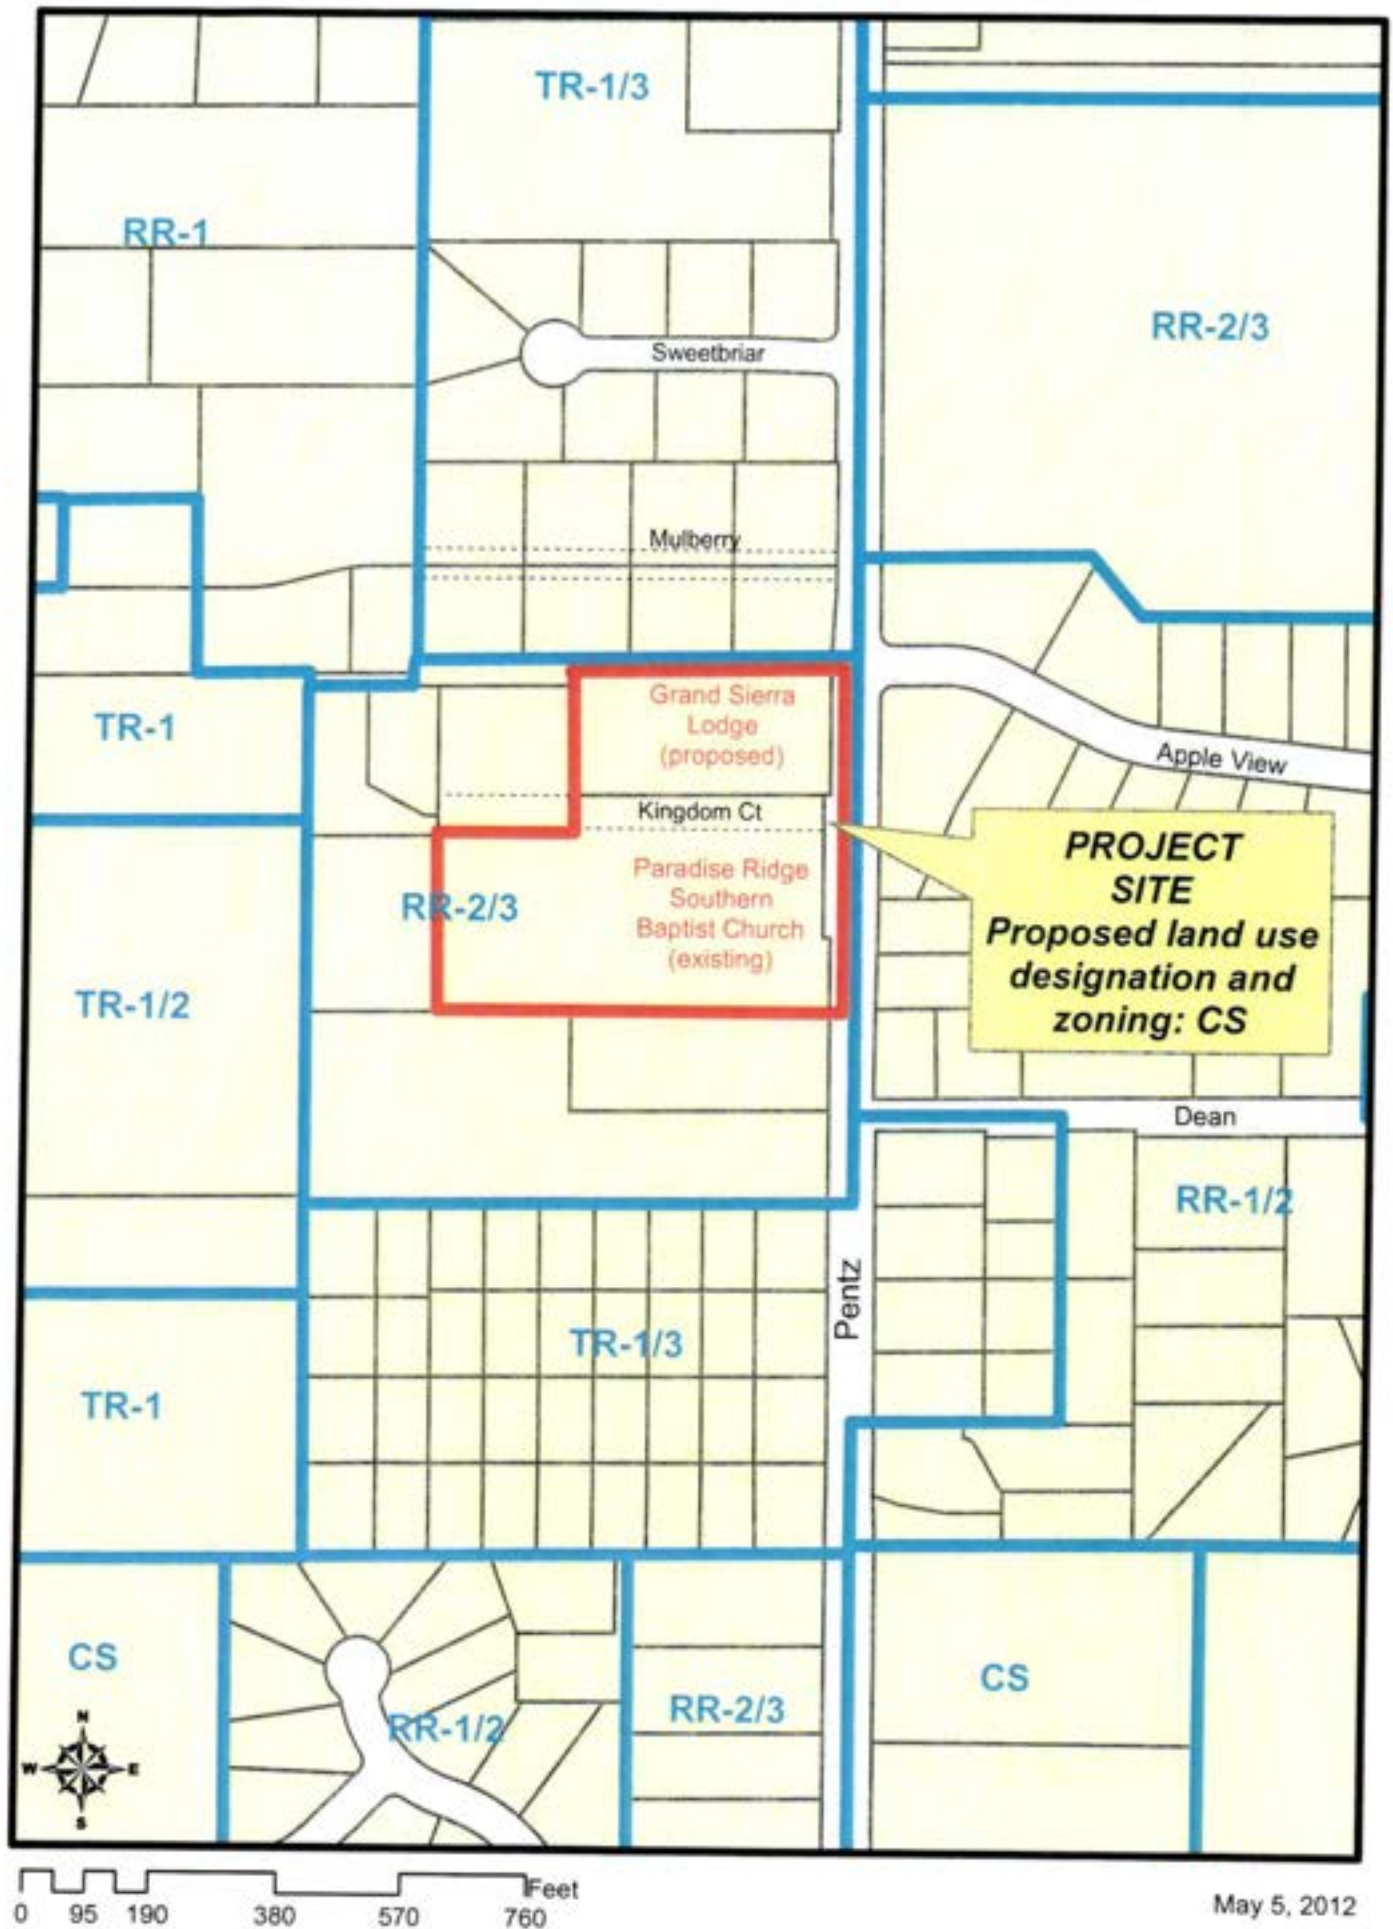 TR-1/3
RR-1
RR-2/3
Sweetbriar
Mulberry
TR-1
Grand Sierra
Lodge
(proposed)
Apple View
Kingdom Ct
PROJECT
SITE
Proposed land use
designation and
zoning: CS
Paradise Ridge
Southern
Baptist Church
(existing)
RR-2/3
TR-1/2
Dean
RR-1/2
Pentz
TR-1/3
TR-1
CS
CS
RR-2/3
RR-1/2
N
W
E
S
Feet
0 95 190 380 570 760
May 5, 2012